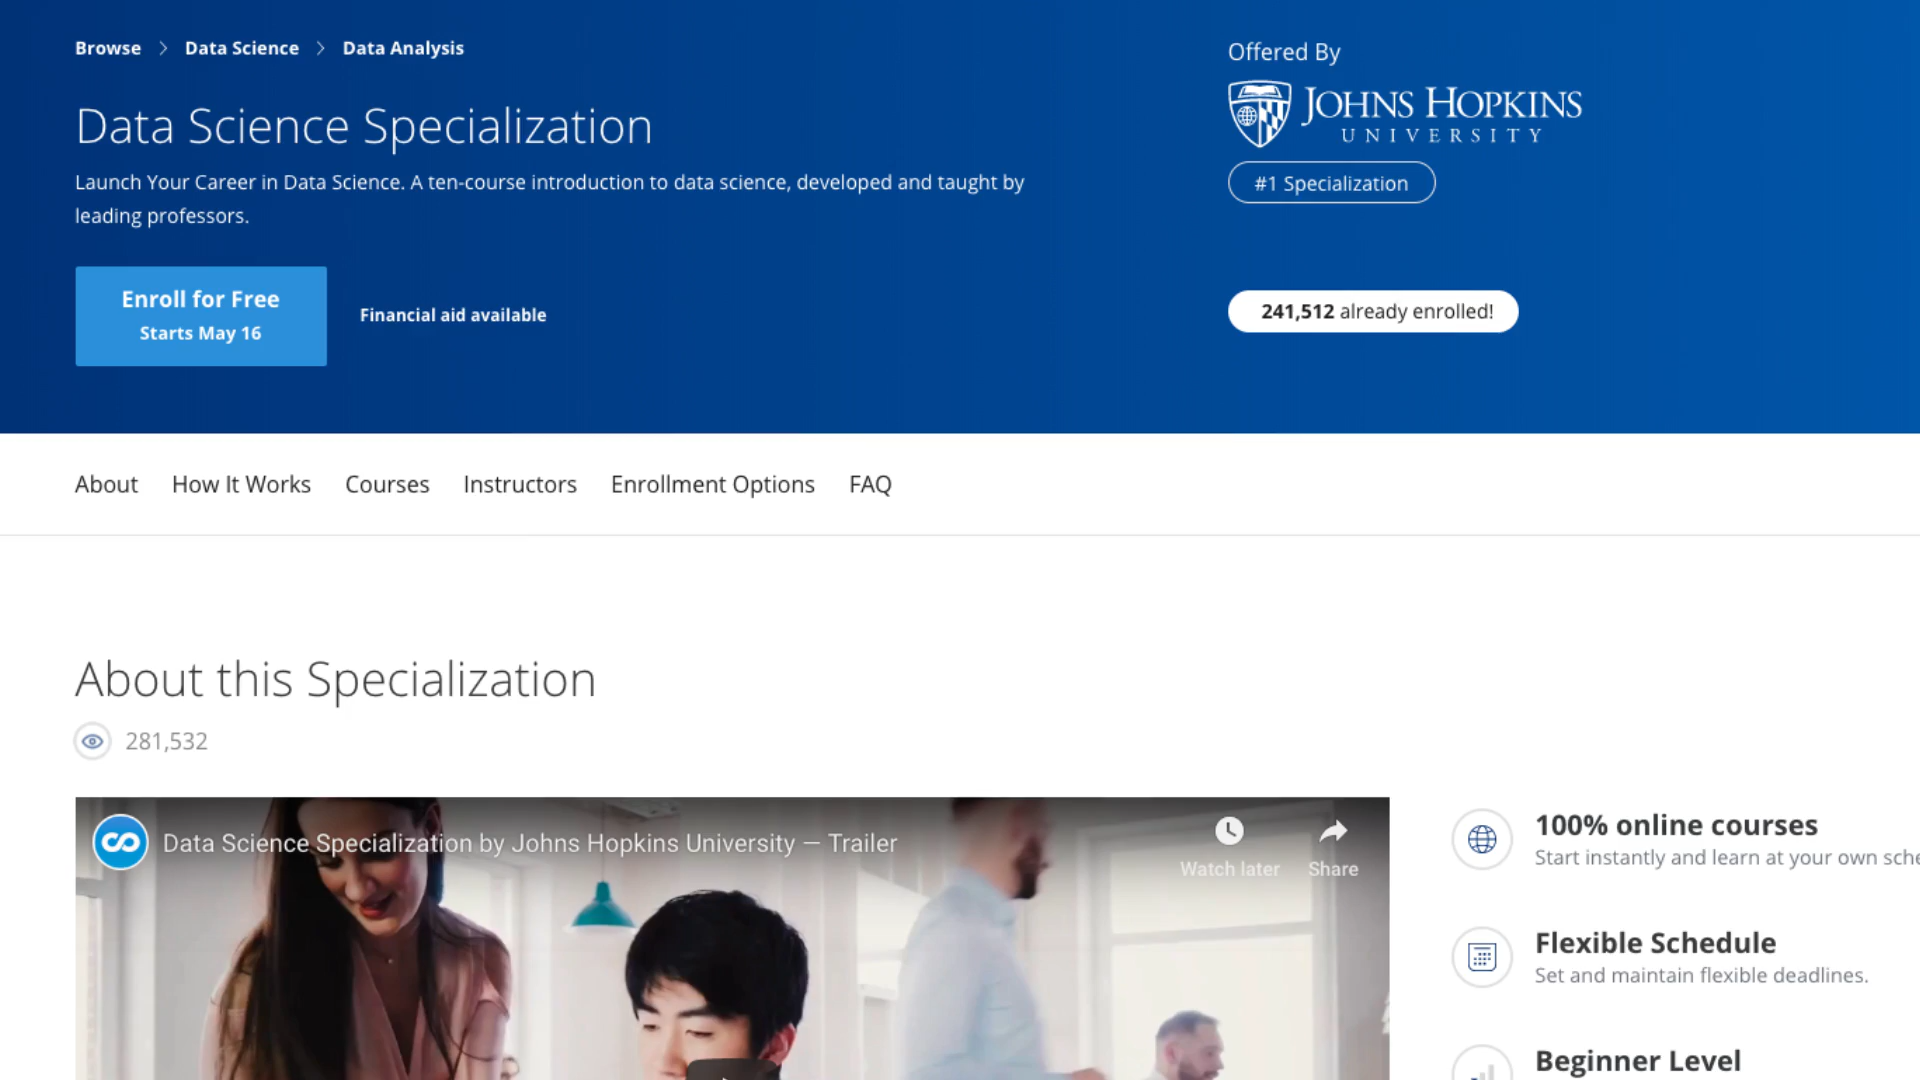 Browse > Data Science > Data Analysis
Data Science Specialization
Launch Your Career in Data Science. A ten-course introduction to data science, developed and taught by
leading professors.
Enroll for Free
Starts May 16
Financial aid available
Offered By
JOHNS HOPKINS
UNIVERSITY
#1 Specialization
241,512 already enrolled!
About How It Works Courses Instructors Enrollment Options FAQ
About this Specialization
281,532
Data Science Specialization by Johns Hopkins University — Trailer
Watch later
Share
100% online courses
Start instantly and learn at your own sche
Flexible Schedule
Set and maintain flexible deadlines.
Beginner Level